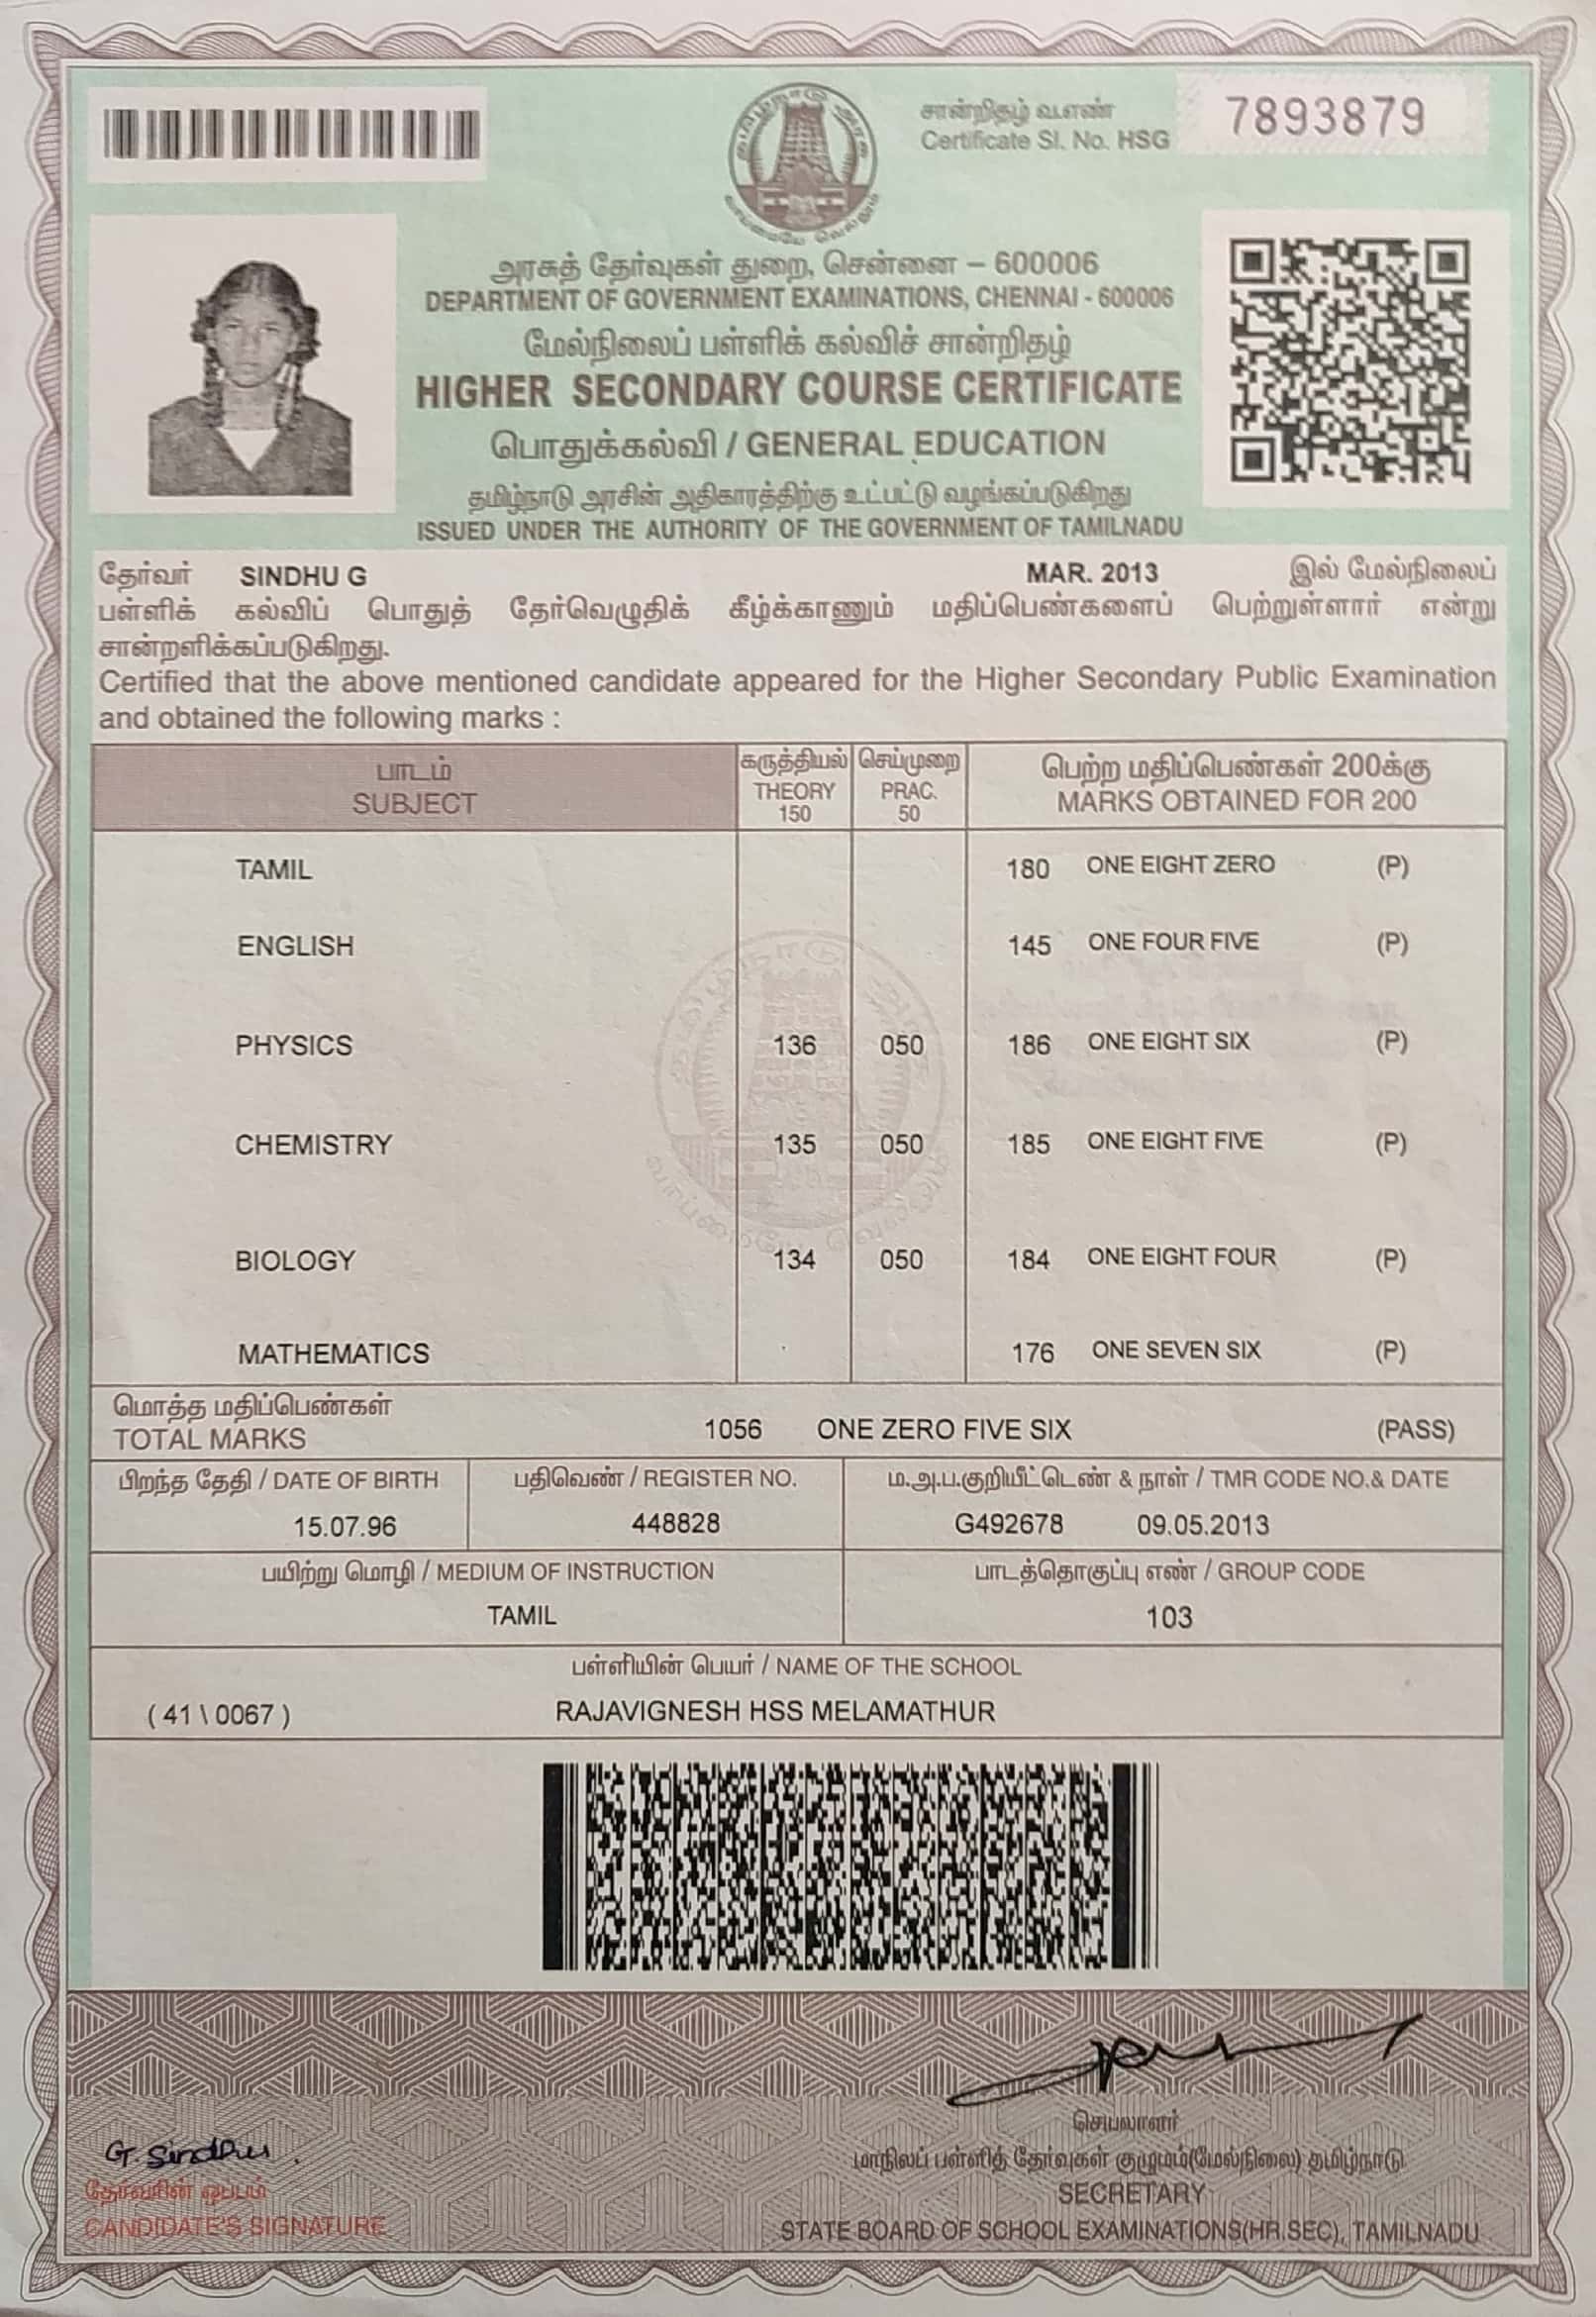 தமிழ்நாடு அரசு
வாய்மையே வெல்லும்
சான்றிதழ் வ.எண்
Certificate Sl. No. HSG 7893879
அரசுத் தேர்வுகள் துறை, சென்னை – 600006
DEPARTMENT OF GOVERNMENT EXAMINATIONS, CHENNAI - 600006
மேல்நிலைப் பள்ளிக் கல்விச் சான்றிதழ்
HIGHER SECONDARY COURSE CERTIFICATE
பொதுக்கல்வி / GENERAL EDUCATION
தமிழ்நாடு அரசின் அதிகாரத்திற்கு உட்பட்டு வழங்கப்படுகிறது
ISSUED UNDER THE AUTHORITY OF THE GOVERNMENT OF TAMILNADU
தேர்வர் SINDHU G MAR. 2013 இல் மேல்நிலைப்
பள்ளிக் கல்விப் பொதுத் தேர்வெழுதிக் கீழ்க்காணும் மதிப்பெண்களைப் பெற்றுள்ளார் என்று
சான்றளிக்கப்படுகிறது.
Certified that the above mentioned candidate appeared for the Higher Secondary Public Examination
and obtained the following marks :
பாடம் கருத்தியல் செய்முறை பெற்ற மதிப்பெண்கள் 200க்கு
SUBJECT THEORY PRAC. MARKS OBTAINED FOR 200
150 50
TAMIL 180 ONE EIGHT ZERO (P)
ENGLISH 145 ONE FOUR FIVE (P)
PHYSICS 136 050 186 ONE EIGHT SIX (P)
CHEMISTRY 135 050 185 ONE EIGHT FIVE (P)
BIOLOGY 134 050 184 ONE EIGHT FOUR (P)
MATHEMATICS 176 ONE SEVEN SIX (P)
மொத்த மதிப்பெண்கள்
TOTAL MARKS 1056 ONE ZERO FIVE SIX (PASS)
பிறந்த தேதி / DATE OF BIRTH பதிவெண் / REGISTER NO. ம.அ.ப.குறியீட்டெண் & நாள் / TMR CODE NO.& DATE
15.07.96 448828 G492678 09.05.2013
பயிற்று மொழி / MEDIUM OF INSTRUCTION பாடத்தொகுப்பு எண் / GROUP CODE
TAMIL 103
பள்ளியின் பெயர் / NAME OF THE SCHOOL
( 41 \ 0067 ) RAJAVIGNESH HSS MELAMATHUR
செயலாளர்
G. Sindhu
மாநிலப் பள்ளித் தேர்வுகள் குழுமம்(மேல்நிலை) தமிழ்நாடு
தேர்வரின் ஒப்பம்
SECRETARY
CANDIDATE'S SIGNATURE
STATE BOARD OF SCHOOL EXAMINATIONS(HR.SEC), TAMILNADU